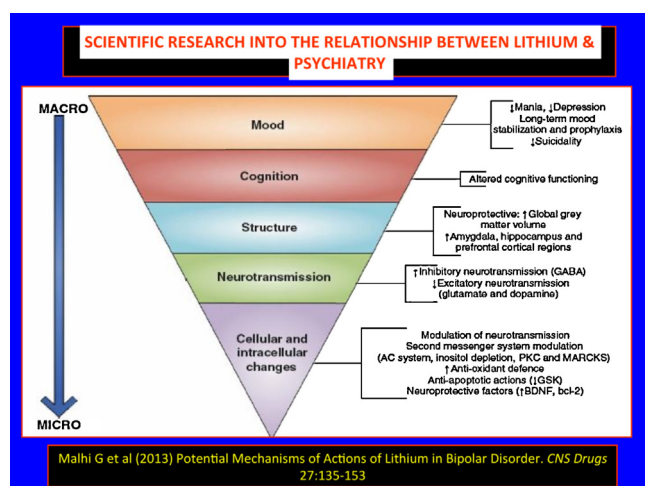 SCIENTIFIC RESEARCH INTO THE RELATIONSHIP BETWEEN LITHIUM &
PSYCHIATRY
MACRO
Mood
↓Mania, ↓Depression
Long-term mood
stabilization and prophylaxis
↓Suicidality
Cognition
Altered cognitive functioning
Structure
Neuroprotective: ↑Global grey
matter volume
↑Amygdala, hippocampus and
prefrontal cortical regions
Neurotransmission
↑Inhibitory neurotransmission (GABA)
↓Excitatory neurotransmission
(glutamate and dopamine)
Cellular and
intracellular
changes
Modulation of neurotransmission
Second messenger system modulation
(AC system, inositol depletion, PKC and MARCKS)
↑Anti-oxidant defence
Anti-apoptotic actions (↓GSK)
Neuroprotective factors (↑BDNF, bcl-2)
MICRO
Malhi G et al (2013) Potential Mechanisms of Actions of Lithium in Bipolar Disorder. CNS Drugs
27:135-153